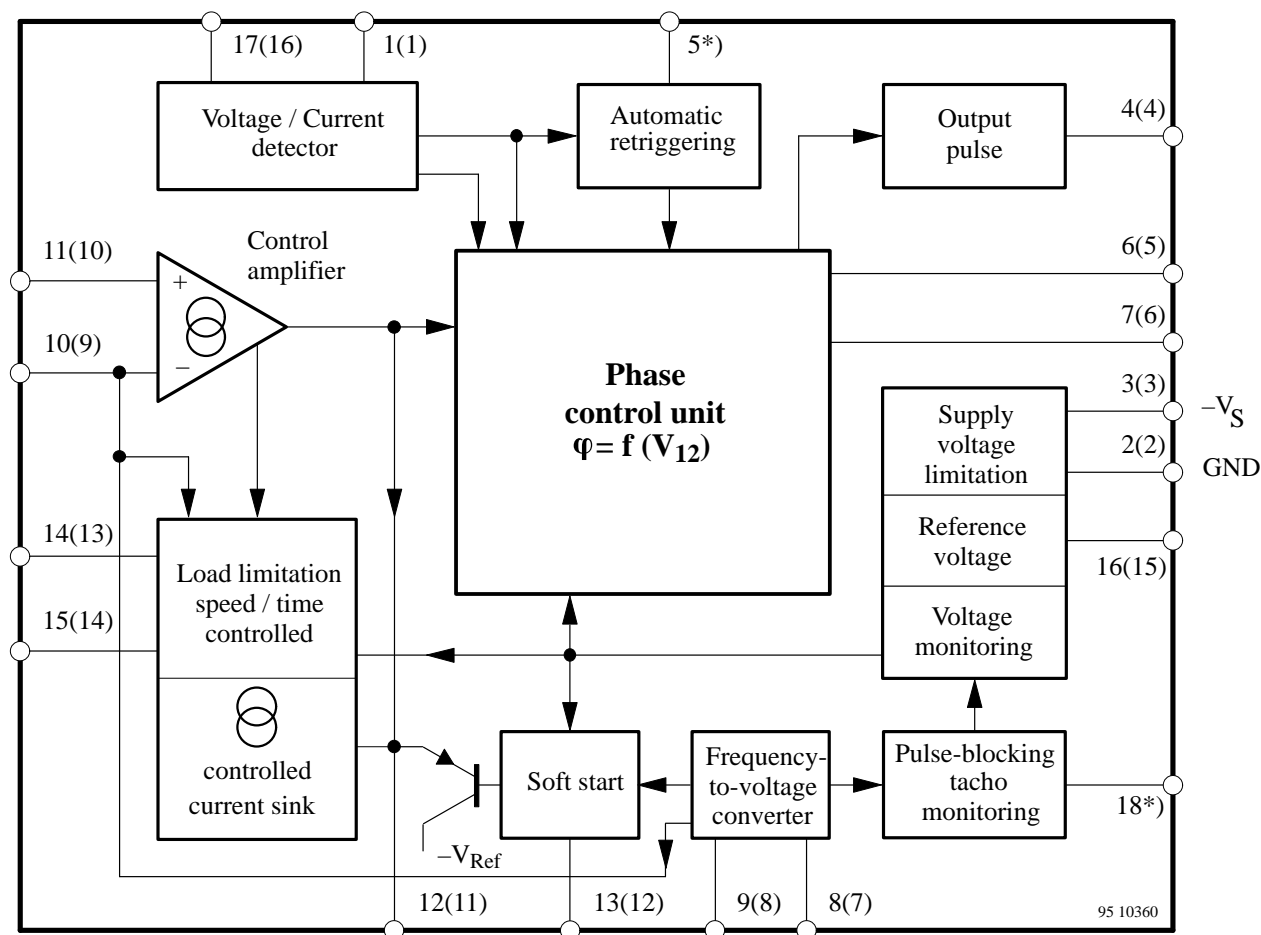 17(16)
1(1)
5*)
Voltage / Current
detector
Automatic
retriggering
Output
pulse
4(4)
11(10)
Control
amplifier
+
−
10(9)
6(5)
7(6)
Phase
control unit
φ = f (V12)
3(3)
−VS
Supply
voltage
limitation
2(2)
GND
Reference
voltage
16(15)
Voltage
monitoring
14(13)
Load limitation
speed / time
controlled
15(14)
controlled
current sink
Soft start
Frequency-
to-voltage
converter
Pulse-blocking
tacho
monitoring
18*)
−VRef
12(11)
13(12)
9(8)
8(7)
95 10360